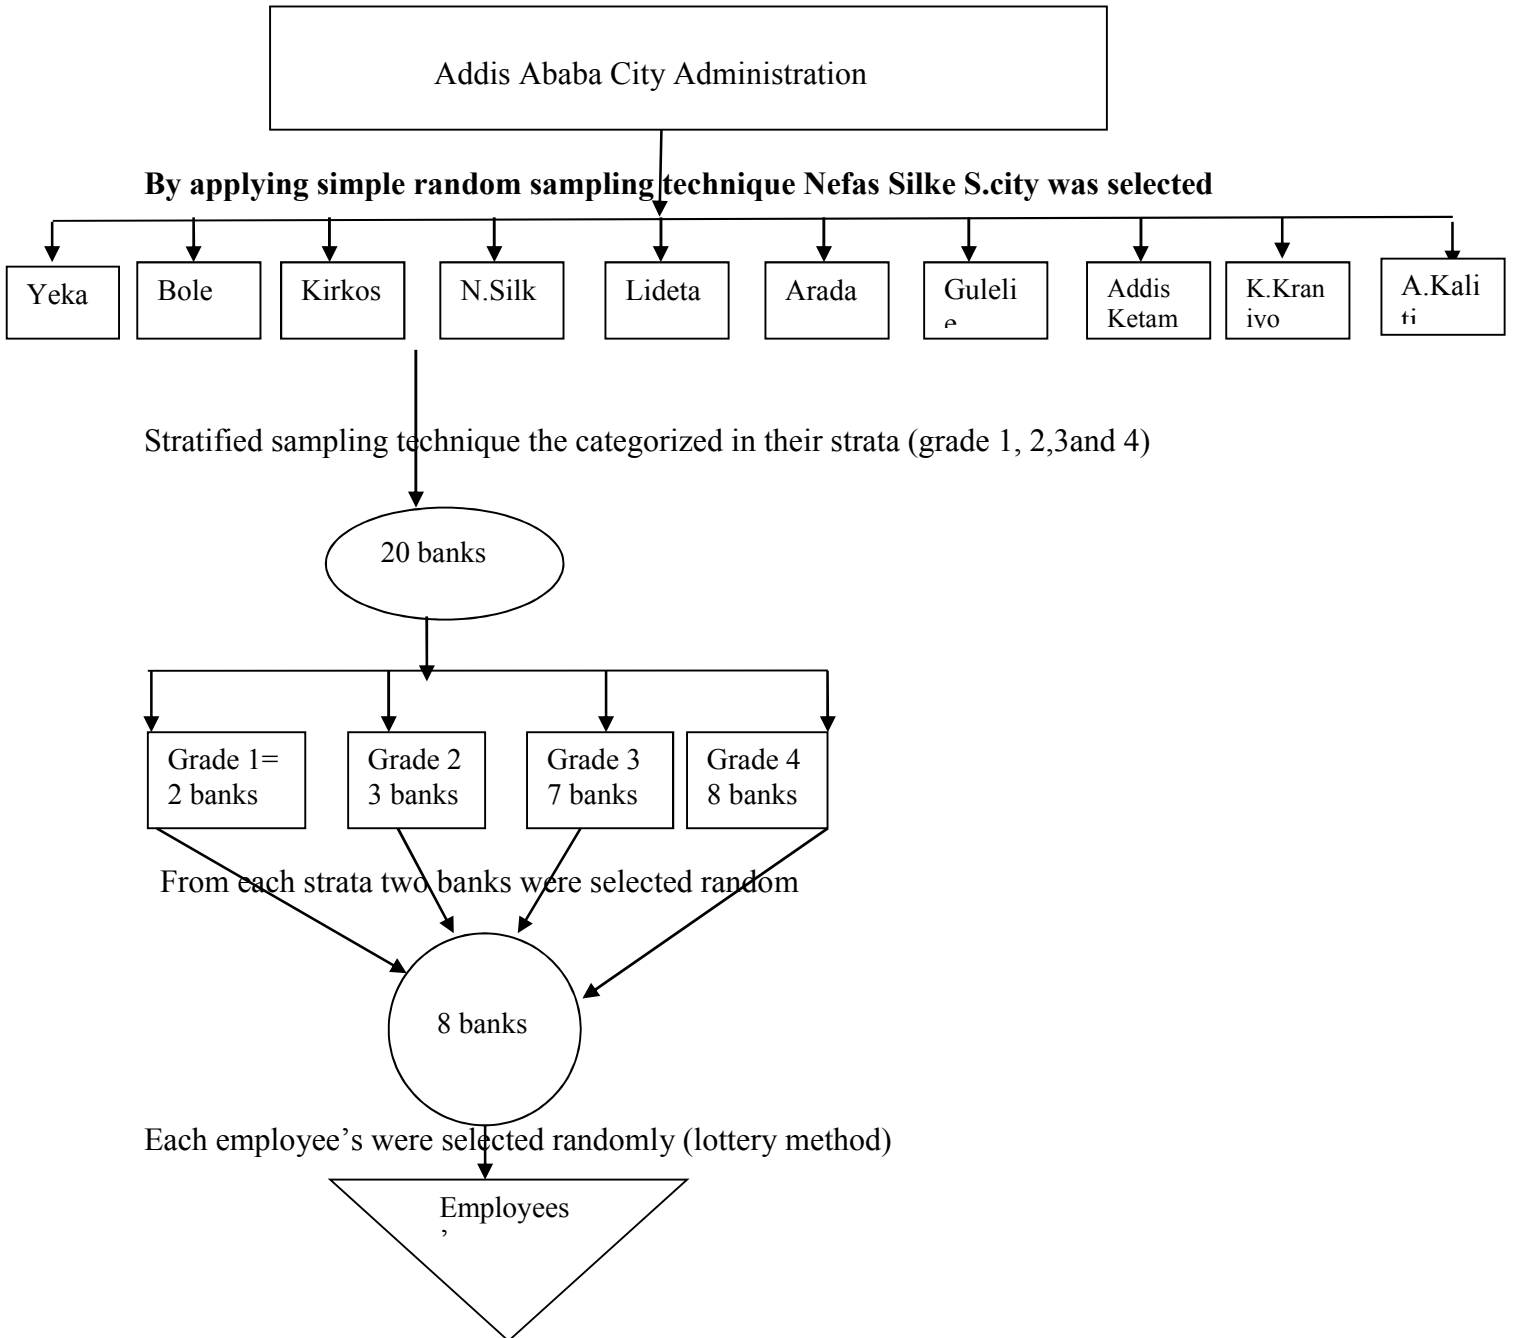 Addis Ababa City Administration
By applying simple random sampling technique Nefas Silke S.city was selected
Yeka
Bole
Kirkos
N.Silk
Lideta
Arada
Guleli
e
Addis
Ketam
K.Kran
ivo
A.Kali
ti
Stratified sampling technique the categorized in their strata (grade 1, 2,3and 4)
20 banks
Grade 1=
2 banks
Grade 2
3 banks
Grade 3
7 banks
Grade 4
8 banks
From each strata two banks were selected random
8 banks
Each employee’s were selected randomly (lottery method)
Employees
’